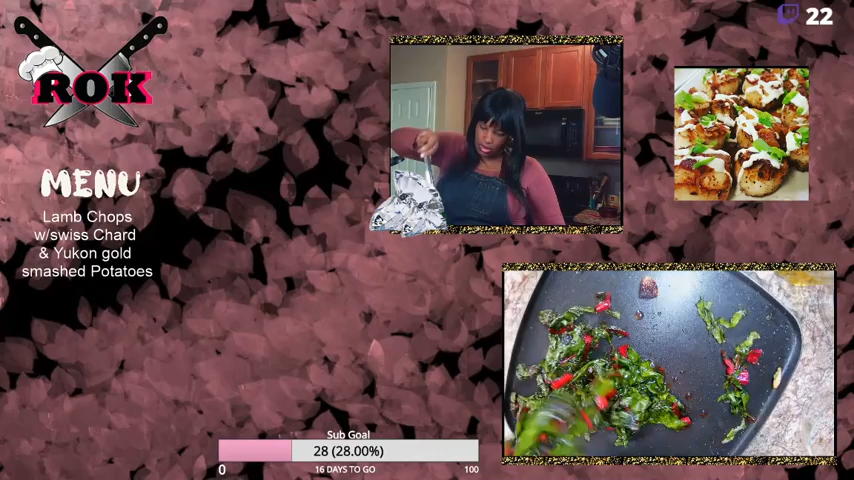 22
ROK
MENU
Lamb Chops
w/swiss Chard
& Yukon gold
smashed Potatoes
Sub Goal
28 (28.00%)
0
16 DAYS TO GO
100